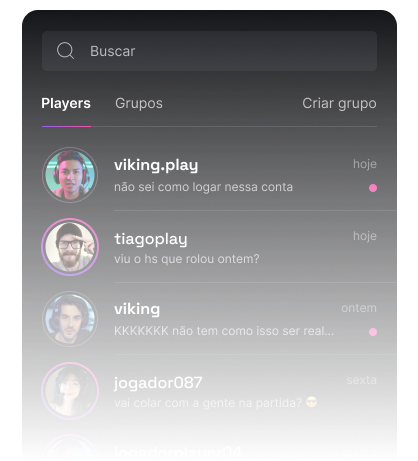 Buscar
Players Grupos Criar grupo
viking.play hoje
não sei como logar nessa conta
tiagoplay hoje
viu o hs que rolou ontem?
viking ontem
KKKKKKK não tem como isso ser real...
jogador087 sexta
vai colar com a gente na partida? 😎